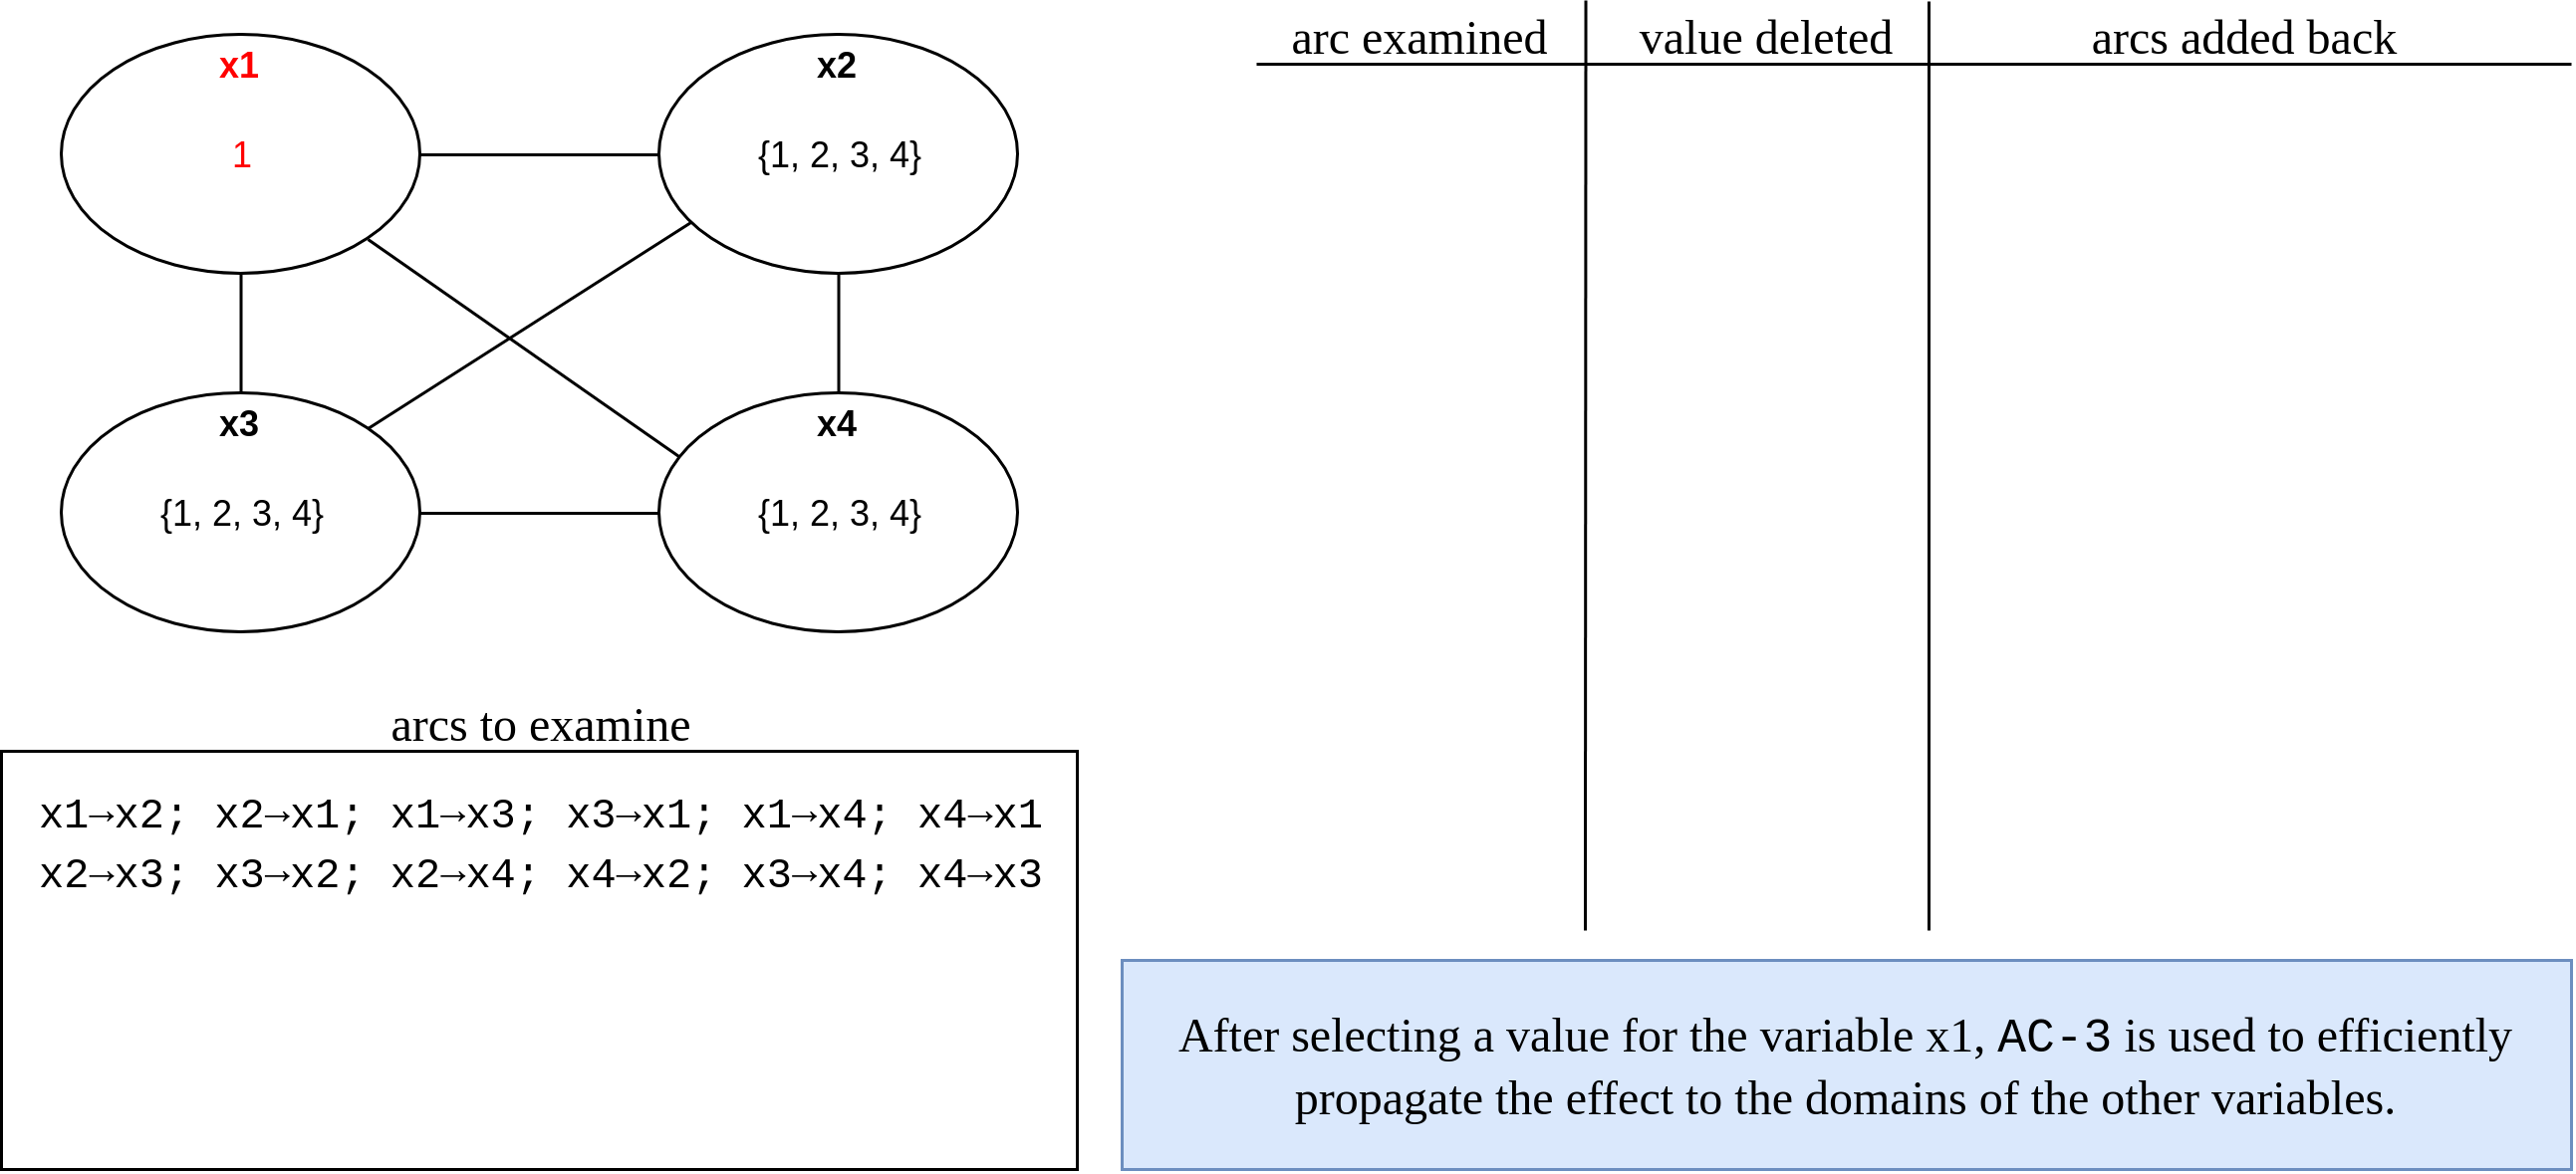 x1
1
x2
{1, 2, 3, 4}
x3
{1, 2, 3, 4}
x4
{1, 2, 3, 4}
arcs to examine
x1→x2; x2→x1; x1→x3; x3→x1; x1→x4; x4→x1
x2→x3; x3→x2; x2→x4; x4→x2; x3→x4; x4→x3
arc examined
value deleted
arcs added back
After selecting a value for the variable x1, AC-3 is used to efficiently
propagate the effect to the domains of the other variables.